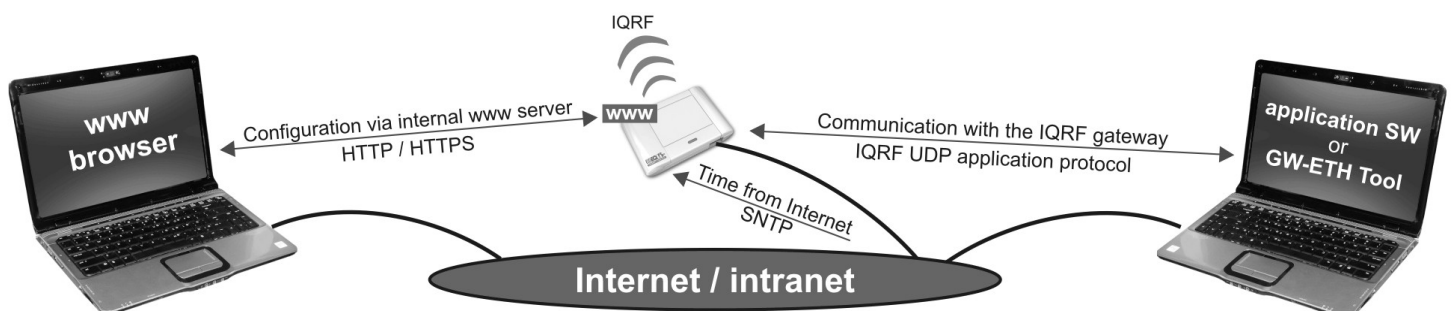 IQRF
www
browser
Configuration via internal www server
HTTP / HTTPS
www
Communication with the IQRF gateway
IQRF UDP application protocol
application SW
or
GW-ETH Tool
Time from Internet
SNTP
Internet / intranet